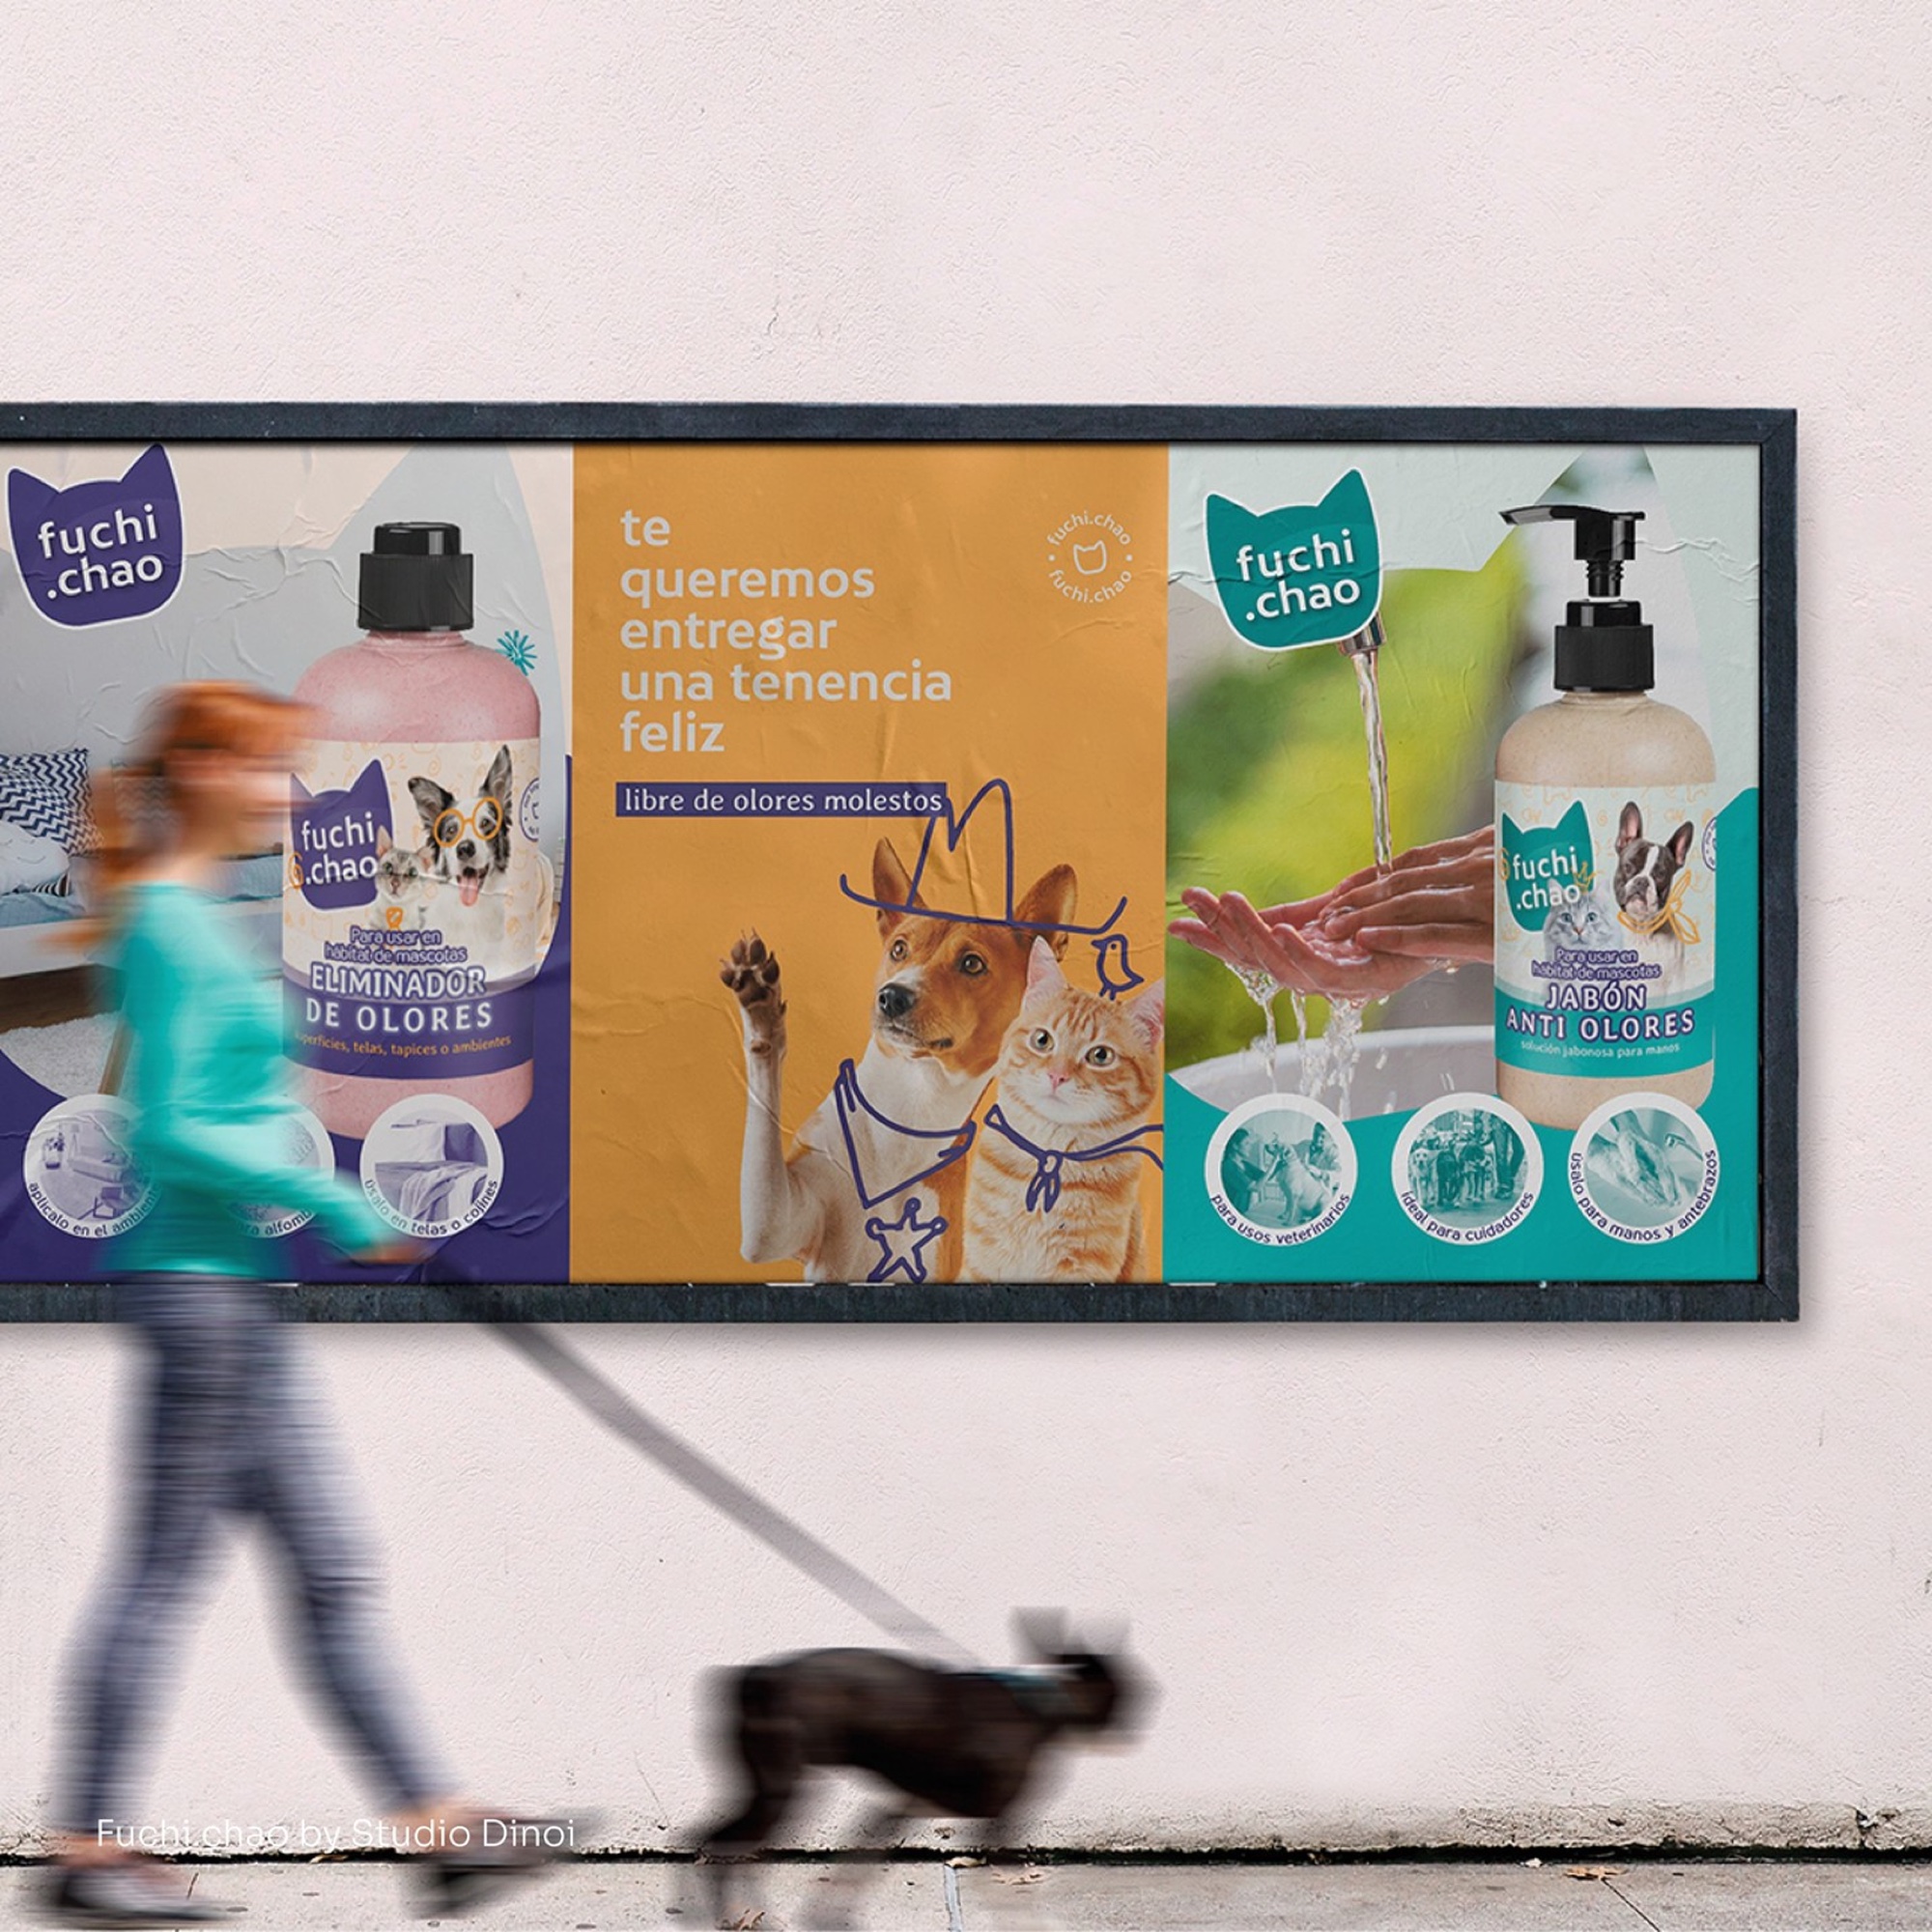 fuchi
.chao
fuchi
.chao
Para usar en
hábitat de mascotas
ELIMINADOR
DE OLORES
superficies, telas, tapices o ambientes
aplícalo en el ambiente
úsalo en telas o cojines
te
queremos
entregar
una tenencia
feliz
libre de olores molestos
fuchi.chao
fuchi.chao
fuchi
.chao
fuchi
.chao
Para usar en
hábitat de mascotas
JABÓN
ANTI OLORES
solución jabonosa para manos
para usos veterinarios
ideal para cuidadores
úsalo para manos y antebrazos
Fuchi.chao by Studio Dinoi